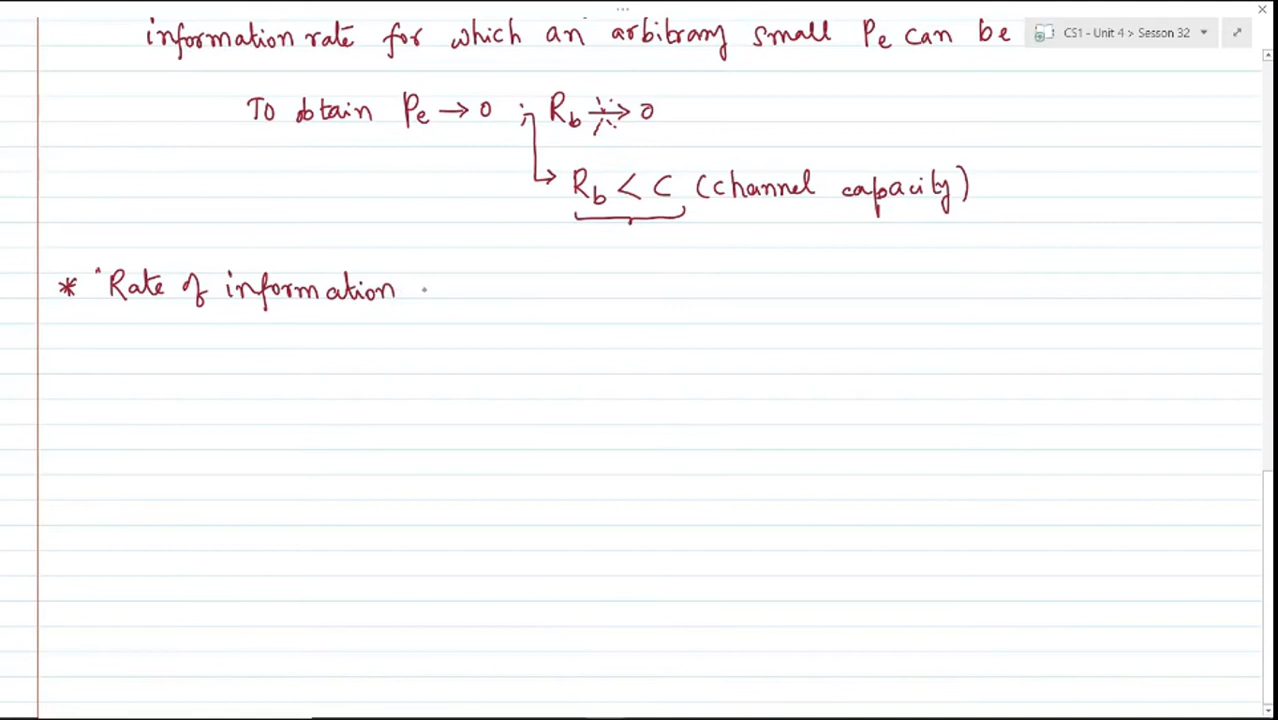 information rate for which an arbitrary small Pe can be
CS1 - Unit 4 > Sesson 32
To obtain Pe → 0 ; Rb ↛ 0
Rb < C (channel capacity)
* "Rate of information